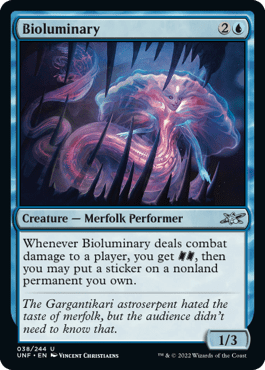 Bioluminary 2
Creature — Merfolk Performer
Whenever Bioluminary deals combat
damage to a player, you get , then
you may put a sticker on a nonland
permanent you own.
The Gargantikari astroserpent hated the
taste of merfolk, but the audience didn't
need to know that.
1/3
038/244 U
UNF • EN Vincent Christiaens
™ & © 2022 Wizards of the Coast